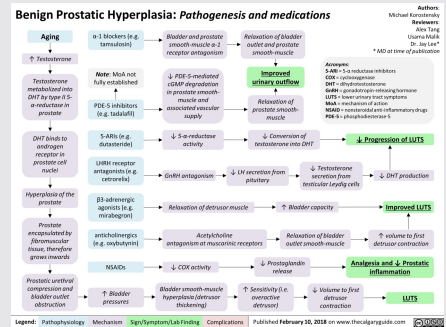 Benign Prostatic Hyperplasia: Pathogenesis and medications
Authors:
Michael Korostensky
Reviewers:
Alex Tang
Usama Malik
Dr. Jay Lee*
* MD at time of publication
Aging
↑ Testosterone
Testosterone
metabolized into
DHT by type II 5-
α-reductase in
prostate
DHT binds to
androgen
receptor in
prostate cell
nuclei
Hyperplasia of the
prostate
Prostate
encapsulated by
fibromuscular
tissue, therefore
grows inwards
Prostatic urethral
compression and
bladder outlet
obstruction
α-1 blockers (e.g.
tamsulosin)
Bladder and prostate
smooth-muscle α-1
receptor antagonism
Relaxation of bladder
outlet and prostate
smooth-muscle
Note: MoA not
fully established
PDE-5 inhibitors
(e.g. tadalafil)
↓ PDE-5-mediated
cGMP degradation
in prostate smooth-
muscle and
associated vascular
supply
Improved
urinary outflow
Relaxation of
prostate smooth-
muscle
Acronyms:
5-ARIs = 5-α-reductase inhibitors
COX = cyclooxygenase
DHT = dihydrotestosterone
GnRH = gonadotropin-releasing hormone
LUTS = lower urinary tract symptoms
MoA = mechanism of action
NSAID = nonsteroidal anti-inflammatory drugs
PDE-5 = phosphodiesterase-5
5-ARIs (e.g.
dutasteride)
↓ 5-α-reductase
activity
↓ Conversion of
testosterone into DHT
↓ Progression of LUTS
LHRH receptor
antagonists (e.g.
cetrorelix)
GnRH antagonism
↓ LH secretion from
pituitary
↓ Testosterone
secretion from
testicular Leydig cells
↓ DHT production
β3-adrenergic
agonists (e.g.
mirabegron)
Relaxation of detrusor muscle
↑ Bladder capacity
Improved LUTS
anticholinergics
(e.g. oxybutynin)
Acetylcholine
antagonism at muscarinic receptors
Relaxation of bladder
outlet smooth-muscle
↑ volume to first
detrusor contraction
NSAIDs
↓ COX activity
↓ Prostaglandin
release
Analgesia and ↓ Prostatic
inflammation
↑ Bladder
pressures
Bladder smooth-muscle
hyperplasia (detrusor
thickening)
↑ Sensitivity (i.e.
overactive
detrusor)
↓ Volume to first
detrusor
contraction
LUTS
Legend: Pathophysiology Mechanism Sign/Symptom/Lab Finding Complications Published February 10, 2018 on www.thecalgaryguide.com